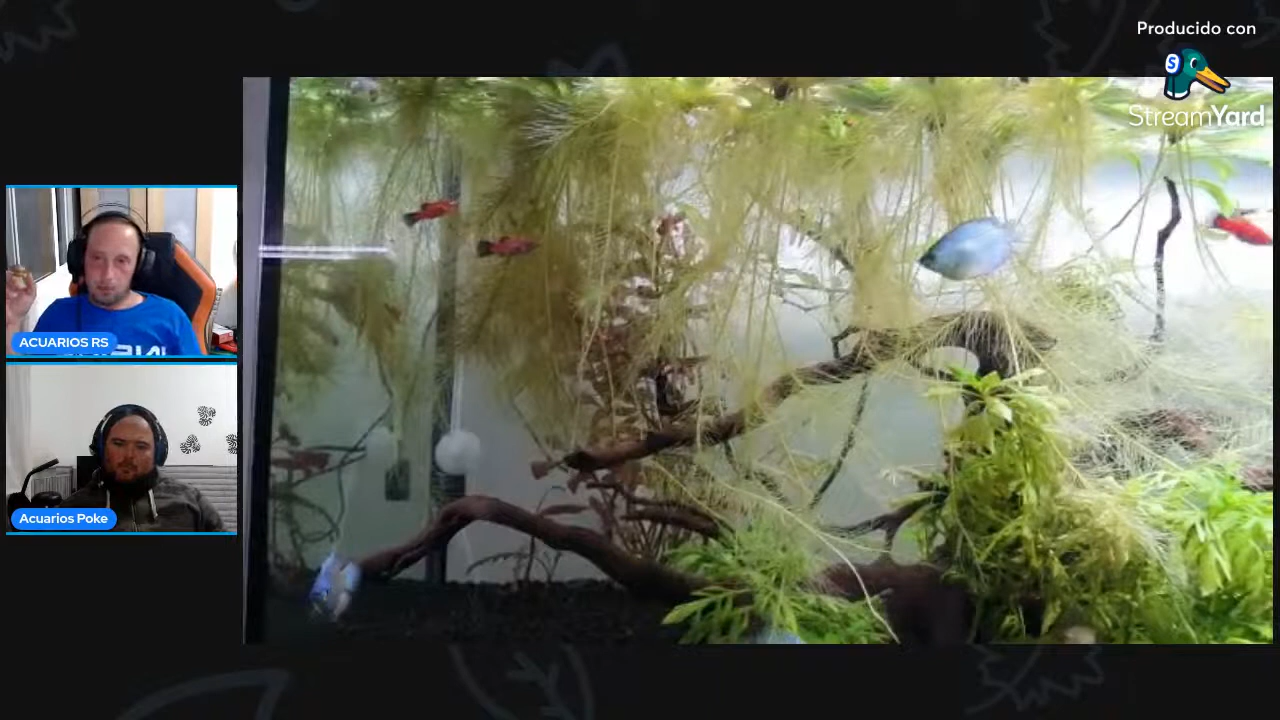 Producido con
S
StreamYard
ACUARIOS RS
Acuarios Poke